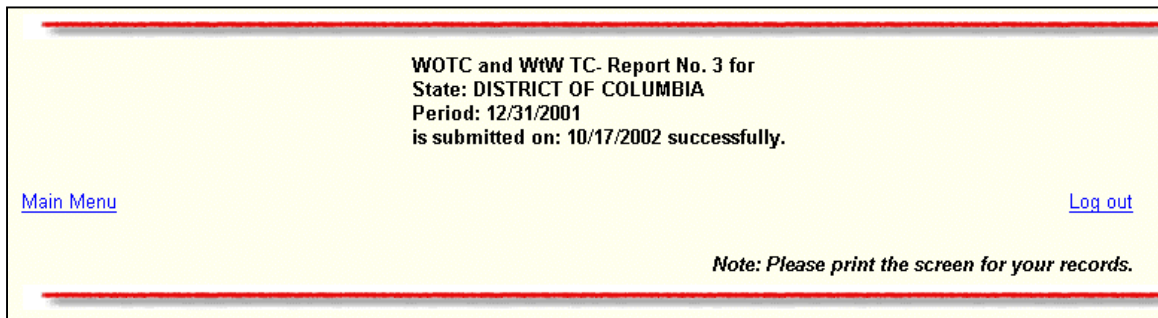 WOTC and WtW TC- Report No. 3 for
State: DISTRICT OF COLUMBIA
Period: 12/31/2001
is submitted on: 10/17/2002 successfully.
Main Menu
Log out
Note: Please print the screen for your records.